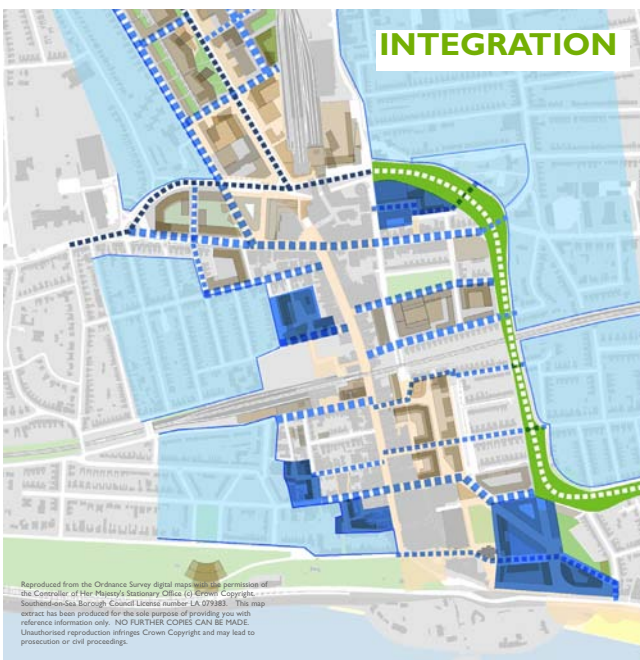 INTEGRATION
Reproduced from the Ordnance Survey digital maps with the permission of
the Controller of Her Majesty's Stationary Office (c) Crown Copyright.
Southend-on-Sea Borough Council License number LA 079383.   This map
extract has been produced for the sole purpose of providing you with
reference information only.  NO FURTHER COPIES CAN BE MADE.
Unauthorised reproduction infringes Crown Copyright and may lead to
prosecution or civil proceedings.